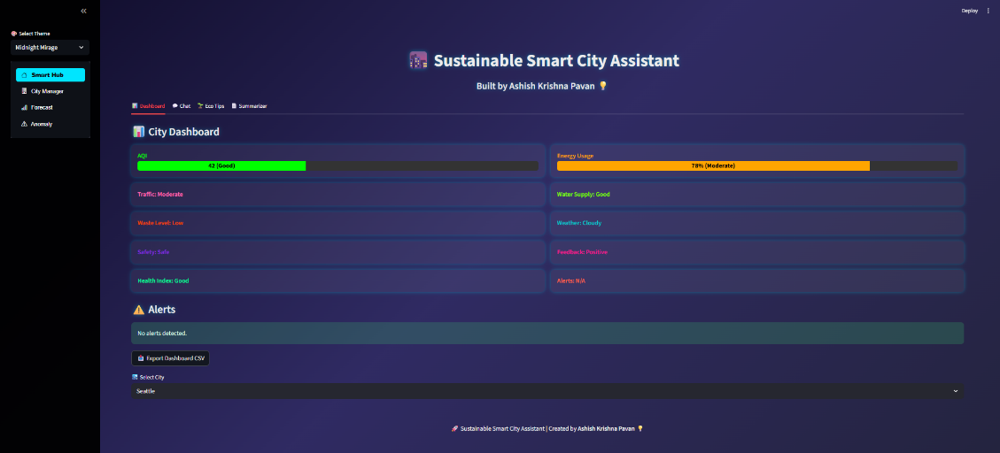 Deploy
Select Theme
Midnight Mirage
Smart Hub
City Manager
Forecast
Anomaly
Sustainable Smart City Assistant
Built by Ashish Krishna Pavan
Dashboard Chat Eco Tips Summarizer
City Dashboard
AQI
42 (Good)
Energy Usage
78% (Moderate)
Traffic: Moderate
Water Supply: Good
Waste Level: Low
Weather: Cloudy
Safety: Safe
Feedback: Positive
Health Index: Good
Alerts: N/A
Alerts
No alerts detected.
Export Dashboard CSV
Select City
Seattle
Sustainable Smart City Assistant | Created by Ashish Krishna Pavan